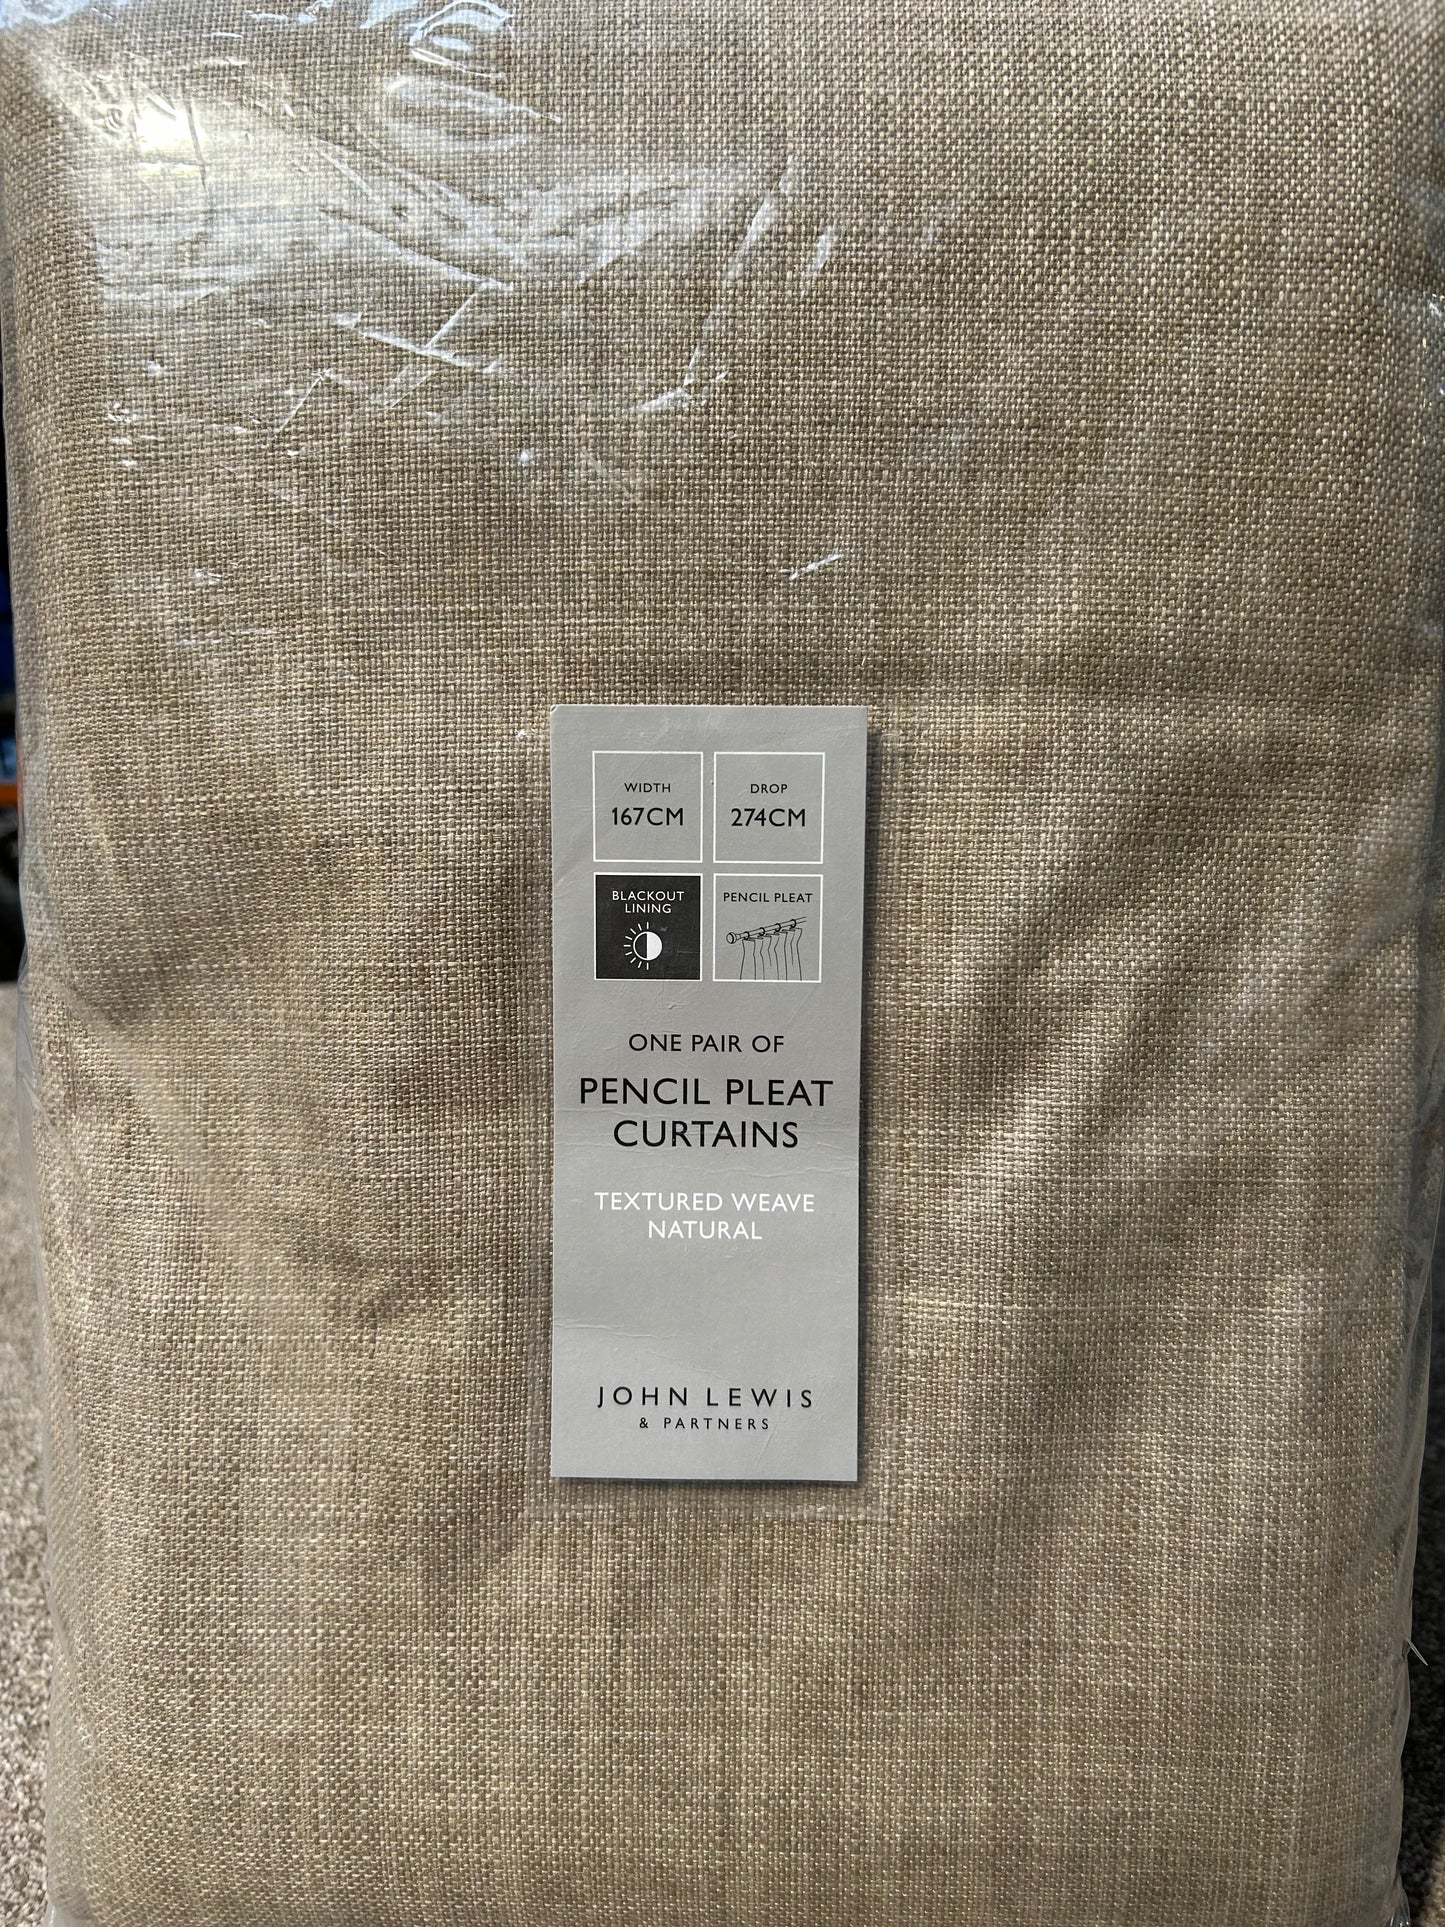 WIDTH
167CM
DROP
274CM
BLACKOUT
LINING
PENCIL PLEAT
ONE PAIR OF
PENCIL PLEAT
CURTAINS
TEXTURED WEAVE
NATURAL
JOHN LEWIS
& PARTNERS